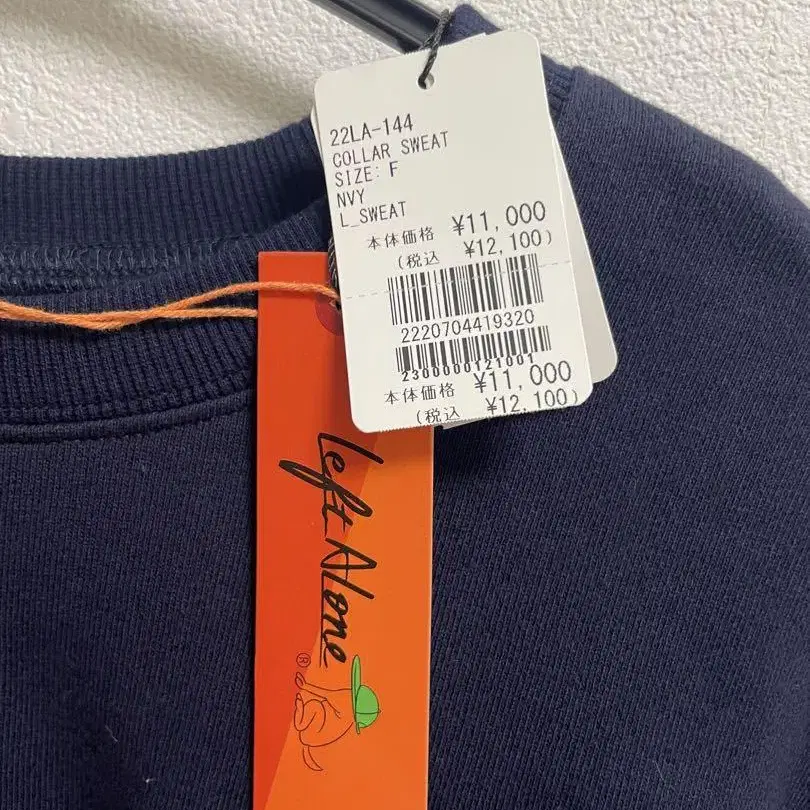 22LA-144
COLLAR SWEAT
SIZE: F
NVY
L_SWEAT
本体価格 ¥11,000
(税込 ¥12,100)
2220704419320
2300000121001
本体価格 ¥11,000
(税込 ¥12,100)
left Alone
®